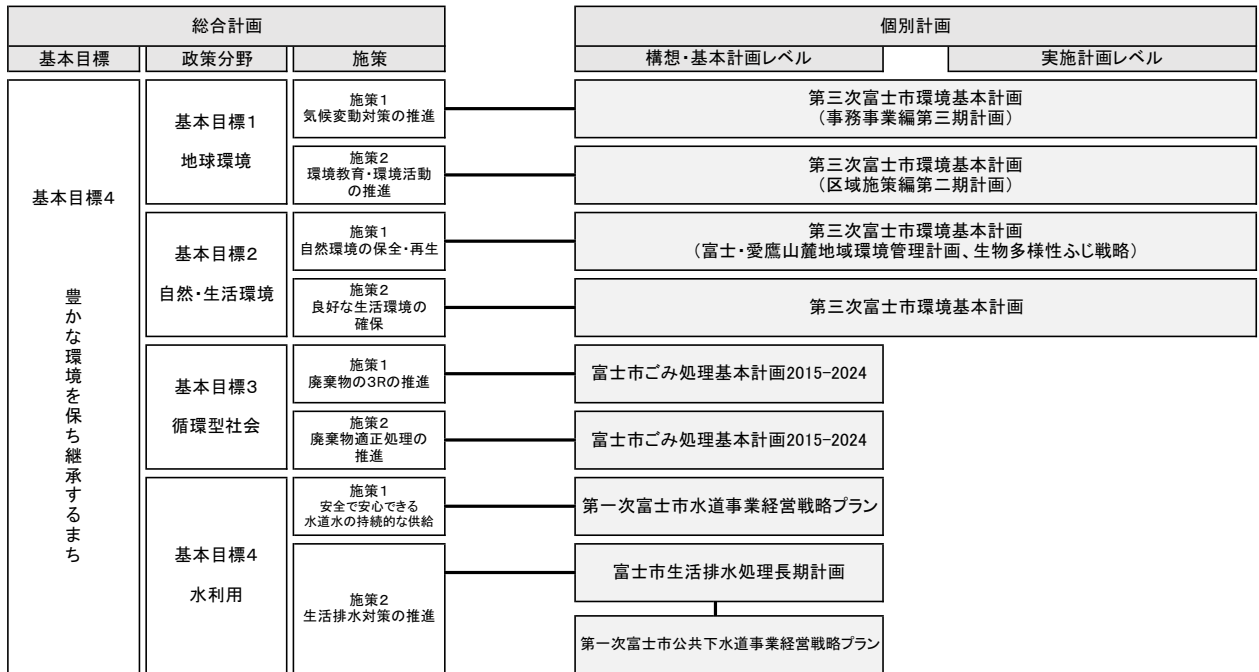 総合計画
個別計画
基本目標
政策分野
施策
構想・基本計画レベル
実施計画レベル
基本目標4
豊かな環境を保ち継承するまち
基本目標1
地球環境
施策1
気候変動対策の推進
第三次富士市環境基本計画
（事務事業編第三期計画）
施策2
環境教育・環境活動
の推進
第三次富士市環境基本計画
（区域施策編第二期計画）
基本目標2
自然・生活環境
施策1
自然環境の保全・再生
第三次富士市環境基本計画
（富士・愛鷹山麓地域環境管理計画、生物多様性ふじ戦略）
施策2
良好な生活環境の
確保
第三次富士市環境基本計画
基本目標3
循環型社会
施策1
廃棄物の3Rの推進
富士市ごみ処理基本計画2015-2024
施策2
廃棄物適正処理の
推進
富士市ごみ処理基本計画2015-2024
基本目標4
水利用
施策1
安全で安心できる
水道水の持続的な供給
第一次富士市水道事業経営戦略プラン
施策2
生活排水対策の推進
富士市生活排水処理長期計画
第一次富士市公共下水道事業経営戦略プラン